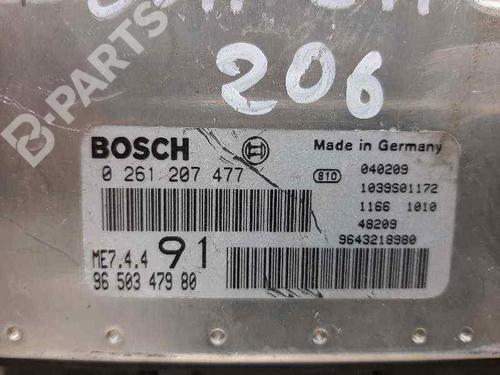 B-PARTS
206
BOSCH
Made in Germany
0 261 207 477
810
040209
1039S01172
1166 1010
48209
9643218980
ME7.4.4 91
96 503 479 80